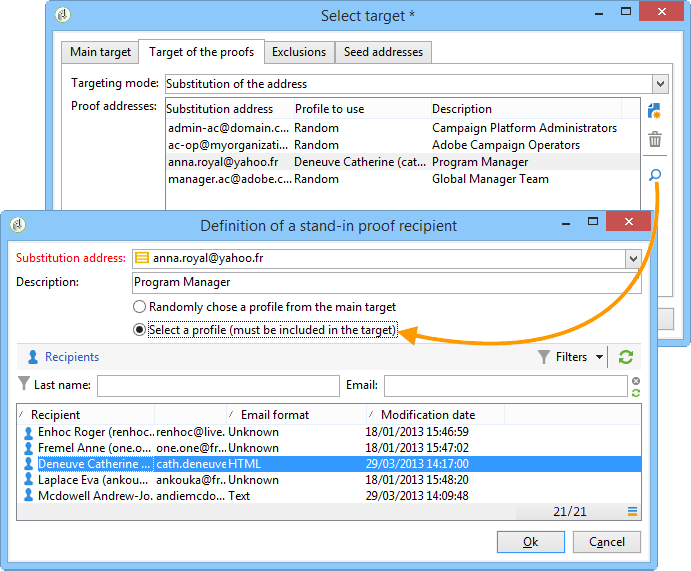 Select target *
Main target Target of the proofs Exclusions Seed addresses
Targeting mode: Substitution of the address
Proof addresses: Substitution address Profile to use Description
admin-ac@domain.c... Random Campaign Platform Administrators
ac-op@myorganizati... Random Adobe Campaign Operators
anna.royal@yahoo.fr Deneuve Catherine (cat... Program Manager
manager.ac@adobe.c... Random Global Manager Team
Definition of a stand-in proof recipient
Substitution address: anna.royal@yahoo.fr
Description: Program Manager
Randomly chose a profile from the main target
Select a profile (must be included in the target)
Recipients Filters
Last name: Email:
Recipient Email format Modification date
Enhoc Roger (renhoc... renhoc@live... Unknown 18/01/2013 15:46:59
Fremel Anne (one.o... one.one@fr... Unknown 18/01/2013 15:47:02
Deneuve Catherine ... cath.deneuve HTML 29/03/2013 14:17:00
Laplace Eva (ankou... ankouka@fr... Unknown 18/01/2013 15:48:20
Mcdowell Andrew-Jo... andiemcdo... Text 29/03/2013 14:09:48
21/21
Ok Cancel